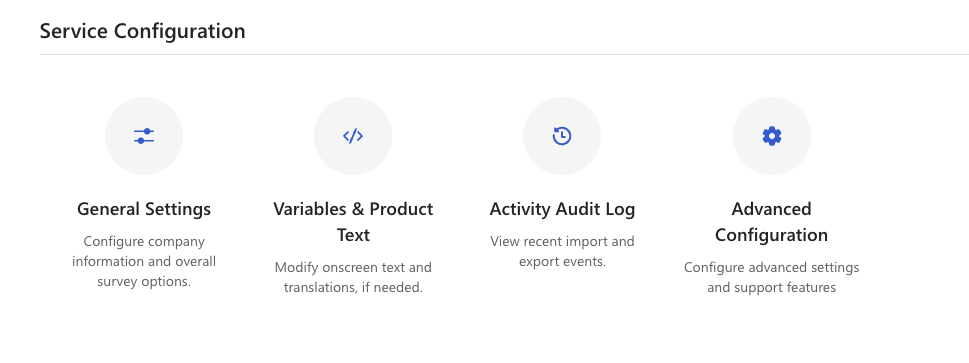 Service Configuration
General Settings
Configure company
information and overall
survey options.
Variables & Product
Text
Modify onscreen text and
translations, if needed.
Activity Audit Log
View recent import and
export events.
Advanced
Configuration
Configure advanced settings
and support features